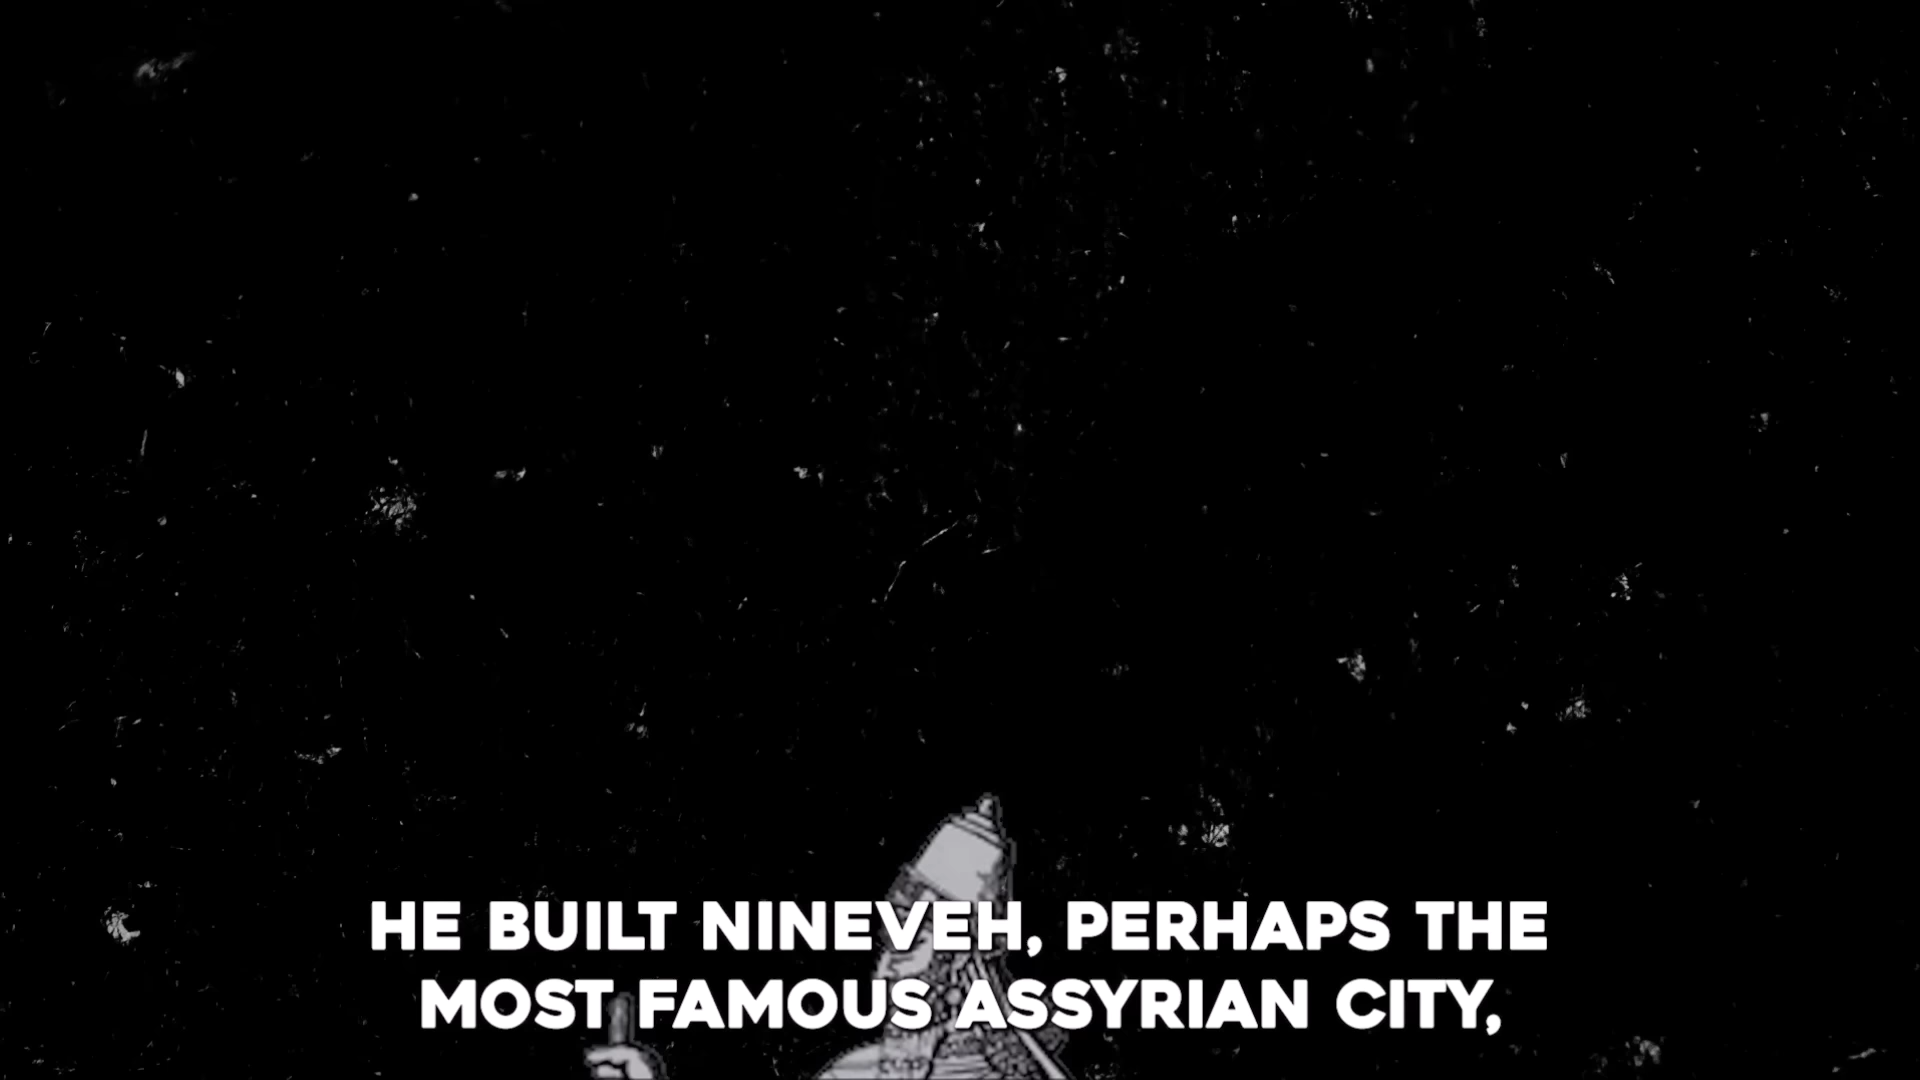 HE BUILT NINEVEH, PERHAPS THE
MOST FAMOUS ASSYRIAN CITY,